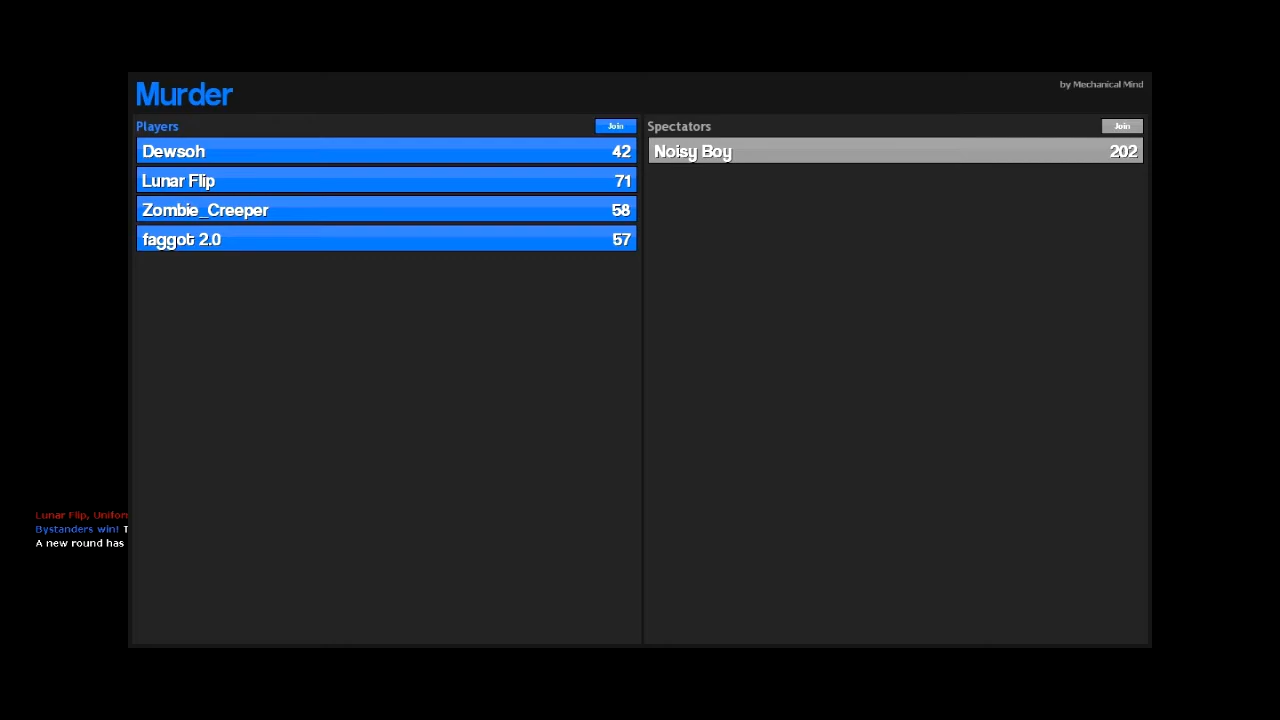 Murder
by Mechanical Mind
Players
Join
Spectators
Join
Dewsoh 42
Noisy Boy 202
Lunar Flip 71
Zombie_Creeper 58
faggot 2.0 57
Lunar Flip, Uniform
Bystanders win! T
A new round has